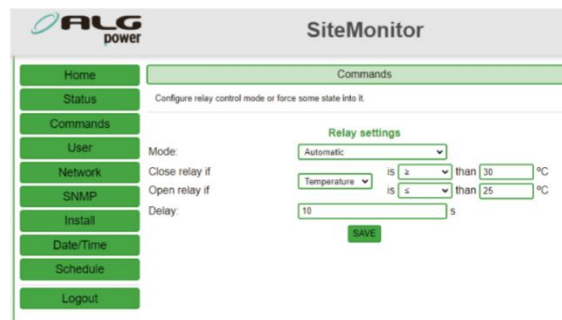 ALG
power
SiteMonitor
Home
Status
Commands
User
Network
SNMP
Install
Date/Time
Schedule
Logout
Commands
Configure relay control mode or force some state into it.
Relay settings
Mode: Automatic
Close relay if is ≥ than 30 ºC
Temperature
Open relay if is ≤ than 25 ºC
Delay: 10 s
SAVE